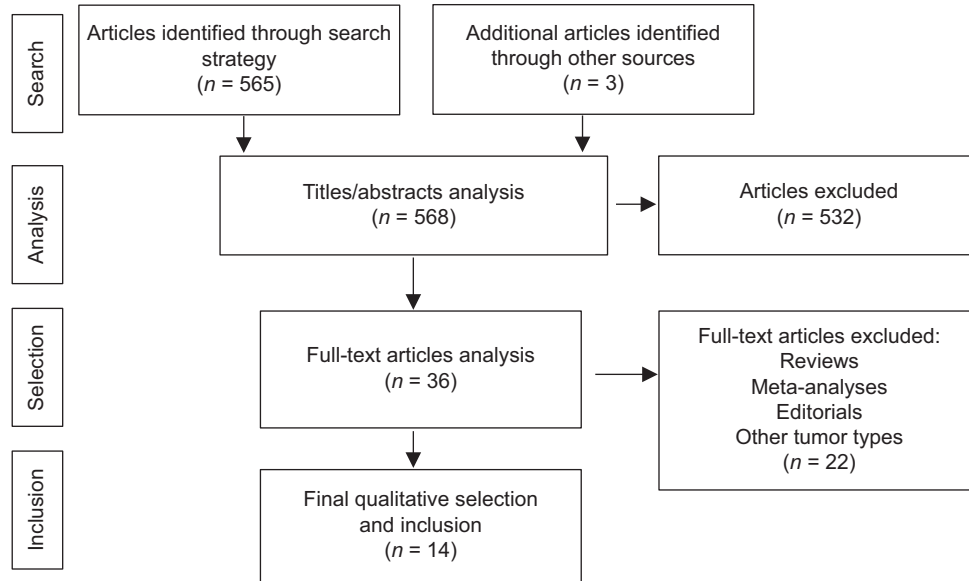 Search
Articles identified through search
strategy
(n = 565)
Additional articles identified
through other sources
(n = 3)
Analysis
Titles/abstracts analysis
(n = 568)
Articles excluded
(n = 532)
Selection
Full-text articles analysis
(n = 36)
Full-text articles excluded:
Reviews
Meta-analyses
Editorials
Other tumor types
(n = 22)
Inclusion
Final qualitative selection
and inclusion
(n = 14)